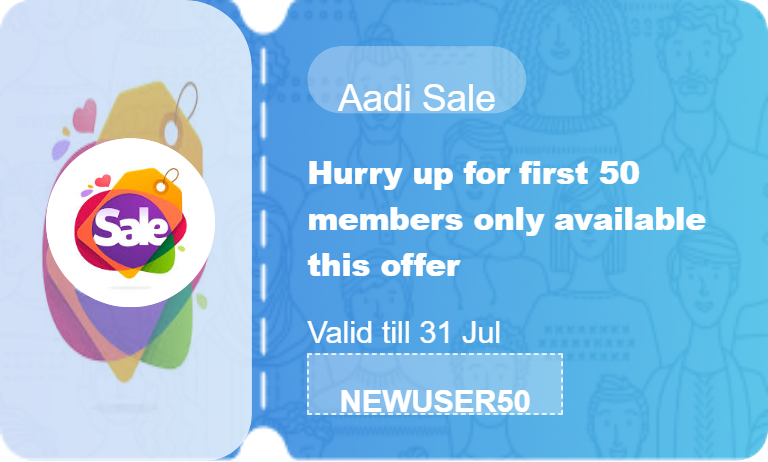 Sale
Aadi Sale
Hurry up for first 50
members only available
this offer
Valid till 31 Jul
NEWUSER50